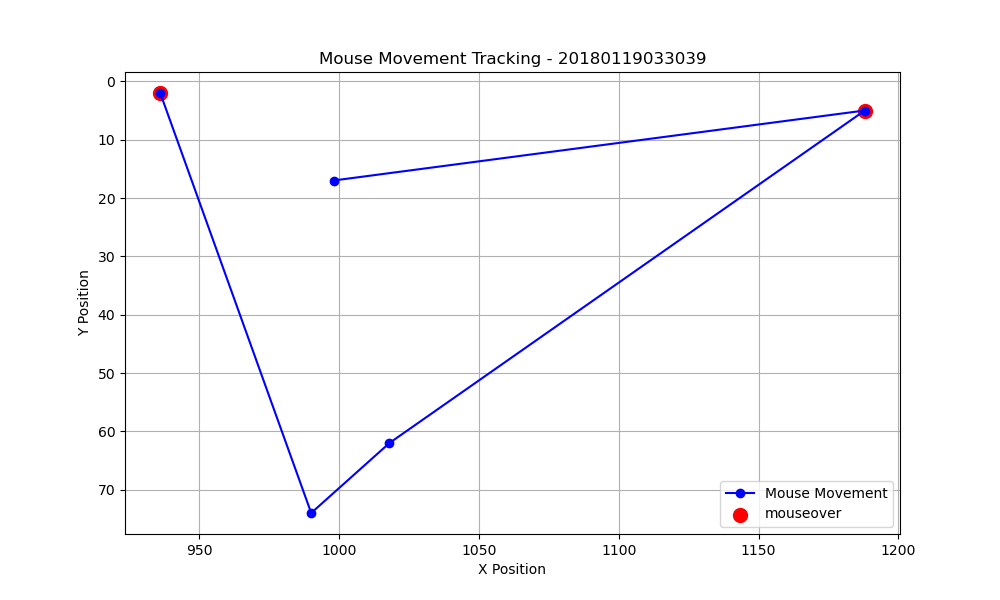 Mouse Movement Tracking - 20180119033039
0
10
20
30
40
50
60
70
Y Position
950
1000
1050
1100
1150
1200
X Position
Mouse Movement
mouseover